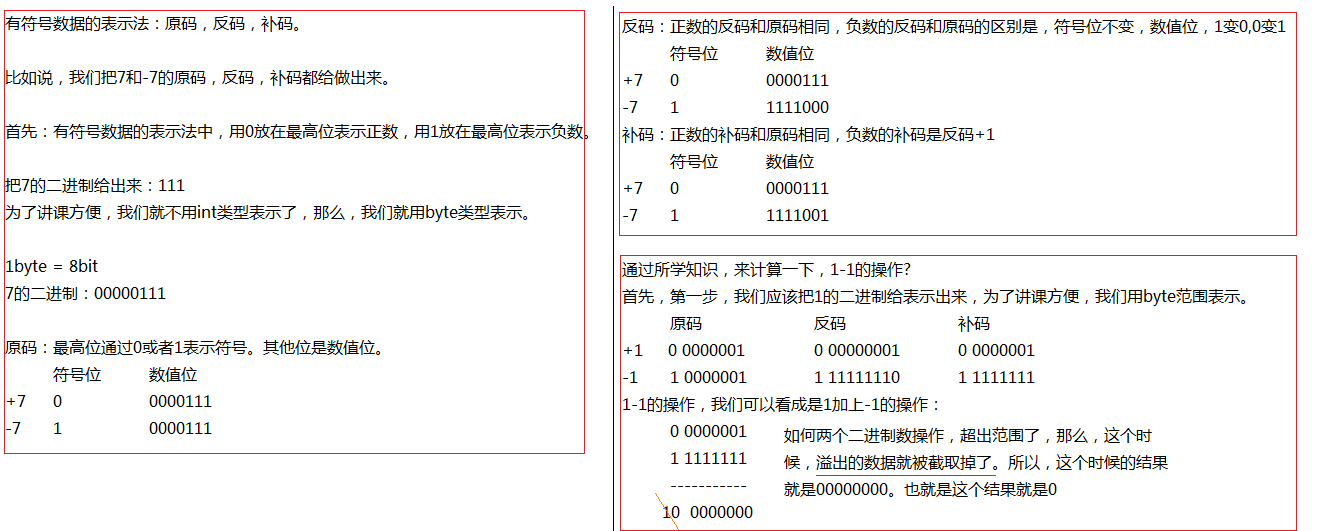 有符号数据的表示法：原码，反码，补码。
比如说，我们把7和-7的原码，反码，补码都给做出来。
首先：有符号数据的表示法中，用0放在最高位表示正数，用1放在最高位表示负数。
把7的二进制给出来：111
为了讲课方便，我们就不用int类型表示了，那么，我们就用byte类型表示。
1byte = 8bit
7的二进制：00000111
原码：最高位通过0或者1表示符号。其他位是数值位。
符号位 数值位
+7 0 0000111
-7 1 0000111
反码：正数的反码和原码相同，负数的反码和原码的区别是，符号位不变，数值位，1变0,0变1
符号位 数值位
+7 0 0000111
-7 1 1111000
补码：正数的补码和原码相同，负数的补码是反码+1
符号位 数值位
+7 0 0000111
-7 1 1111001
通过所学知识，来计算一下，1-1的操作?
首先，第一步，我们应该把1的二进制给表示出来，为了讲课方便，我们用byte范围表示。
原码 反码 补码
+1 0 0000001 0 00000001 0 0000001
-1 1 0000001 1 11111110 1 1111111
1-1的操作，我们可以看成是1加上-1的操作：
0 0000001
1 1111111
-----------
10 0000000
如何两个二进制数操作，超出范围了，那么，这个时
候，溢出的数据就被截取掉了。所以，这个时候的结果
就是00000000。也就是这个结果就是0